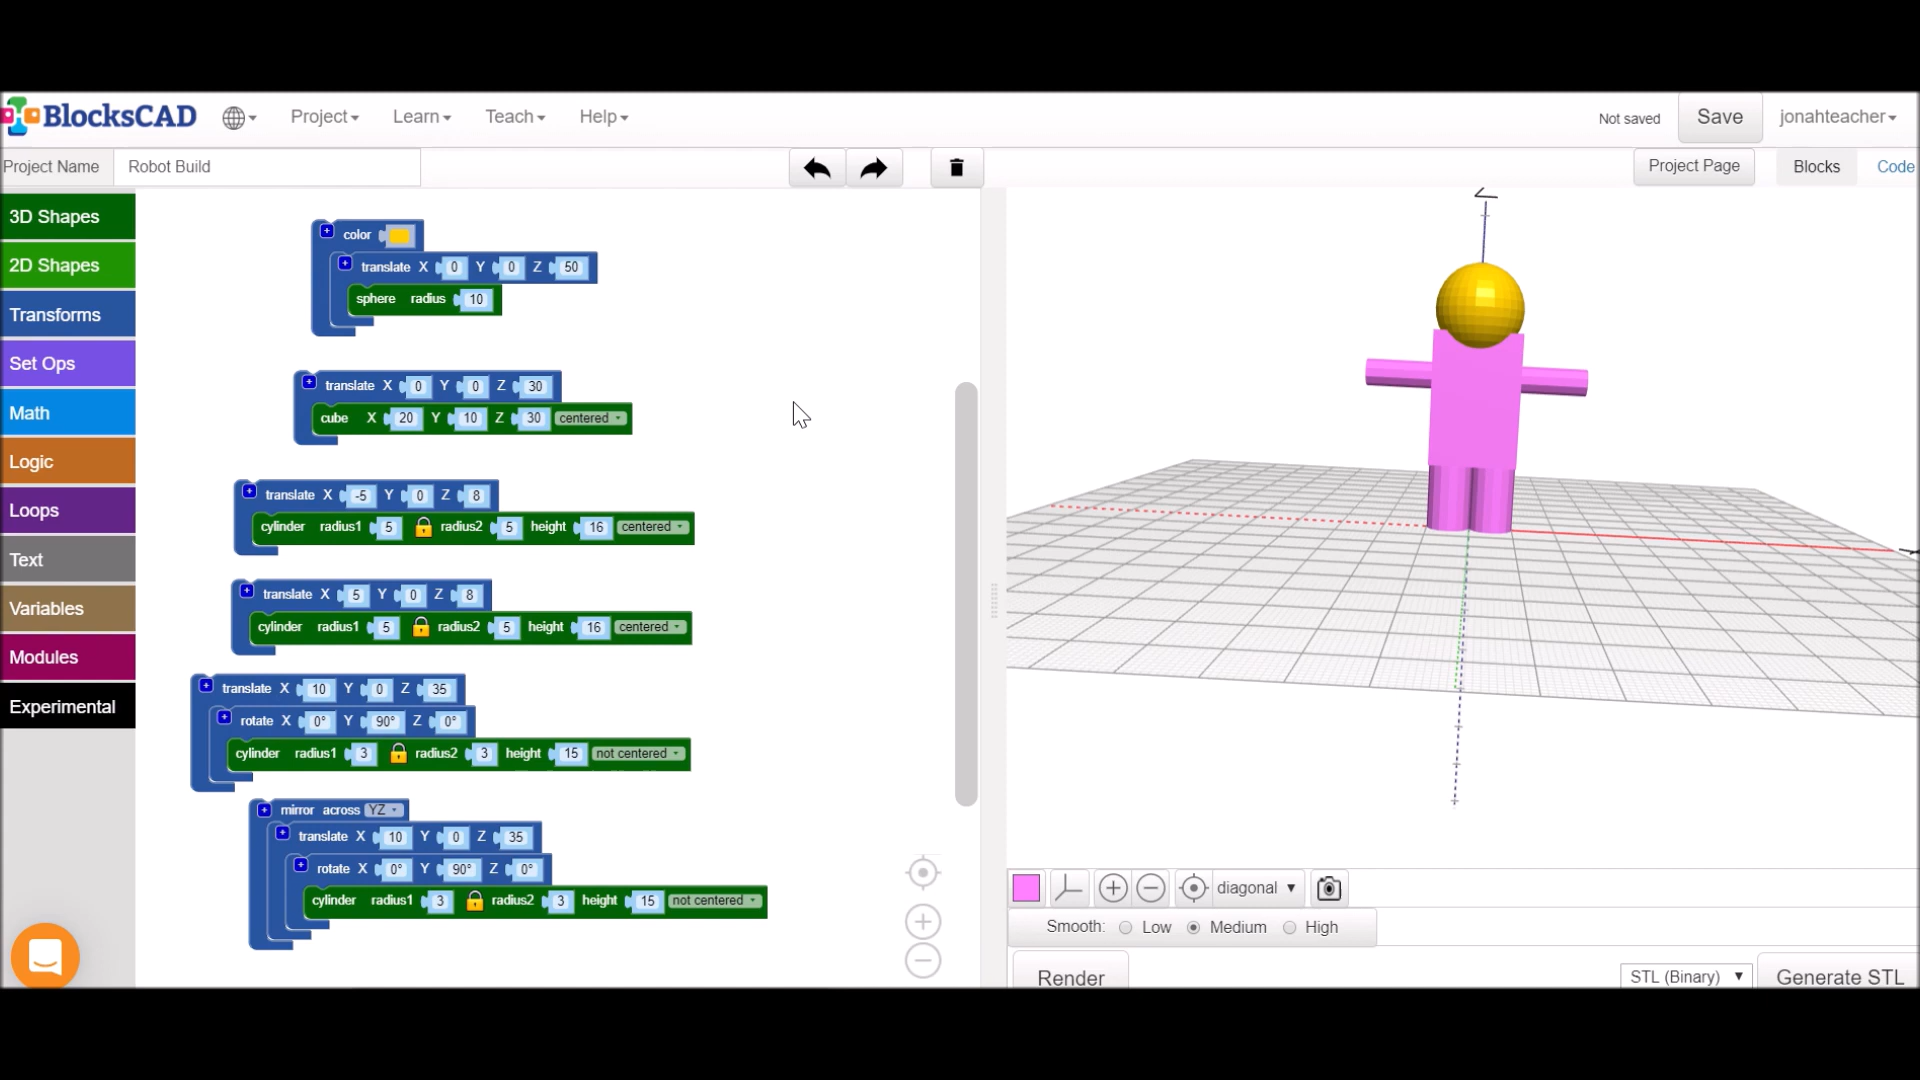 BlocksCAD Project Learn Teach Help Not saved Save jonahteacher
Project Name Robot Build Project Page Blocks Code
3D Shapes
2D Shapes
Transforms
Set Ops
Math
Logic
Loops
Text
Variables
Modules
Experimental
+ color
+ translate X 0 Y 0 Z 50
sphere radius 10
+ translate X 0 Y 0 Z 30
cube X 20 Y 10 Z 30 centered
+ translate X -5 Y 0 Z 8
cylinder radius1 5 radius2 5 height 16 centered
+ translate X 5 Y 0 Z 8
cylinder radius1 5 radius2 5 height 16 centered
+ translate X 10 Y 0 Z 35
+ rotate X 0° Y 90° Z 0°
cylinder radius1 3 radius2 3 height 15 not centered
+ mirror across YZ
+ translate X 10 Y 0 Z 35
+ rotate X 0° Y 90° Z 0°
cylinder radius1 3 radius2 3 height 15 not centered
Z
diagonal
Smooth: Low Medium High
Render STL (Binary) Generate STL